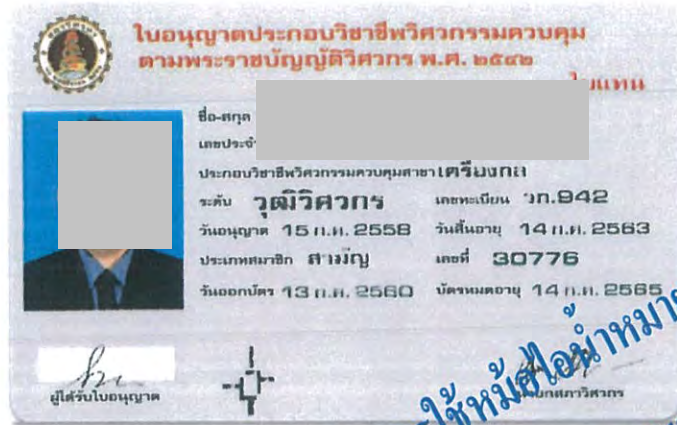 ใบอนุญาตประกอบวิชาชีพวิศวกรรมควบคุม
ตามพระราชบัญญัติวิศวกร พ.ศ. ๒๕๔๒
ใบแทน
ชื่อ-สกุล
เลขประจำ
ประกอบวิชาชีพวิศวกรรมควบคุมสาขา เครื่องกล
ระดับ วุฒิวิศวกร เลขทะเบียน วก.942
วันอนุญาต 15 ก.ค. 2558 วันสิ้นอายุ 14 ก.ค. 2563
ประเภทสมาชิก สามัญ เลขที่ 30776
วันออกบัตร 13 ก.ค. 2560 บัตรหมดอายุ 14 ก.ค. 2565
ใช้หม้อไอน้ำหมาย
ผู้ได้รับใบอนุญาต นายกสภาวิศวกร